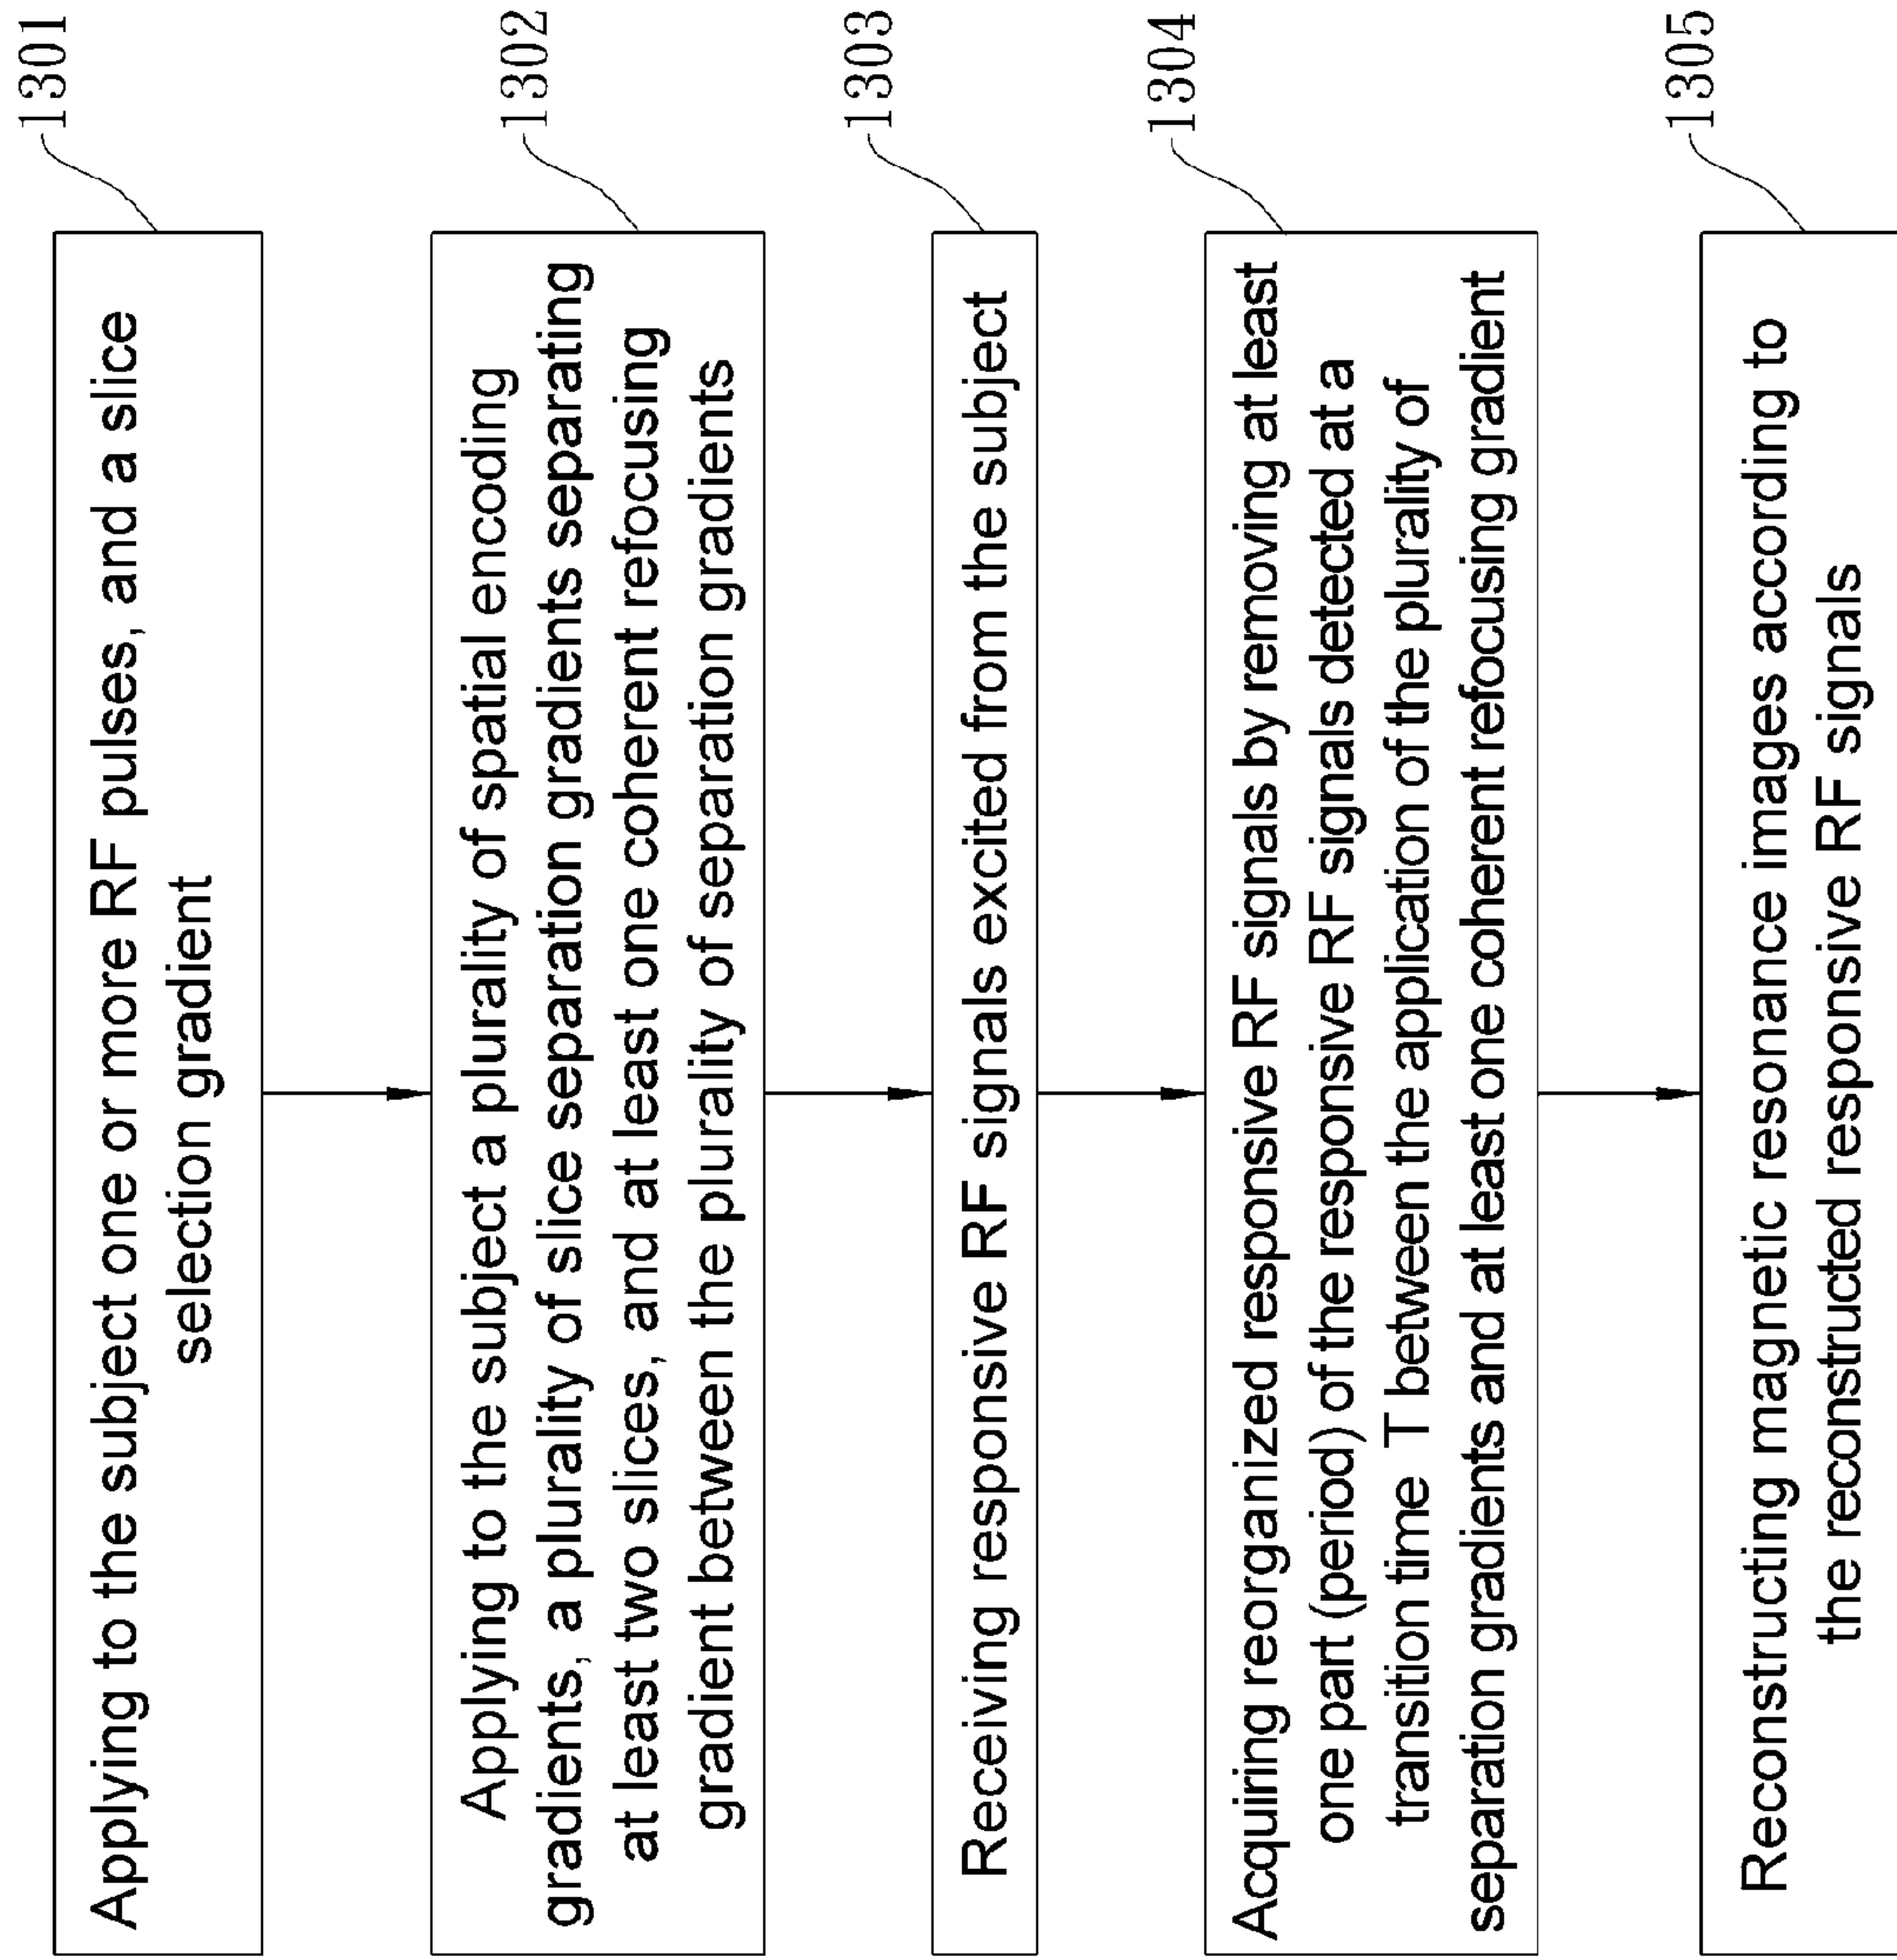 1301
Applying to the subject one or more RF pulses, and a slice
selection gradient
1302
Applying to the subject a plurality of spatial encoding
gradients, a plurality of slice separation gradients separating
at least two slices, and at least one coherent refocusing
gradient between the plurality of separation gradients
1303
Receiving responsive RF signals excited from the subject
1304
Acquiring reorganized responsive RF signals by removing at least
one part (period) of the responsive RF signals detected at a
transition time T between the application of the plurality of
separation gradients and at least one coherent refocusing gradient
1305
Reconstructing magnetic resonance images according to
the reconstructed responsive RF signals